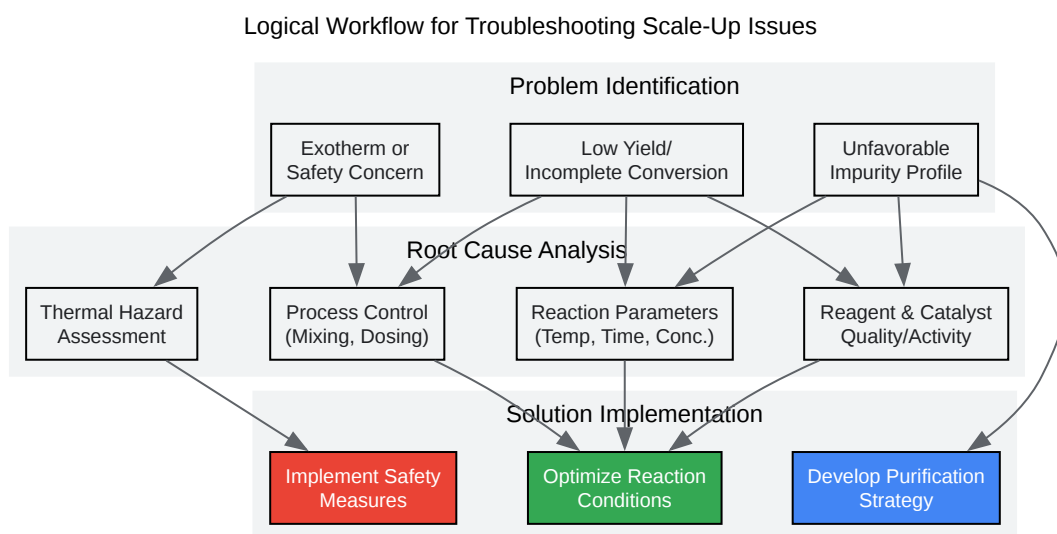 Logical Workflow for Troubleshooting Scale-Up Issues
Problem Identification
Exotherm or
Safety Concern
Low Yield/
Incomplete Conversion
Unfavorable
Impurity Profile
Root Cause Analysis
Thermal Hazard
Assessment
Process Control
(Mixing, Dosing)
Reaction Parameters
(Temp, Time, Conc.)
Reagent & Catalyst
Quality/Activity
Solution Implementation
Implement Safety
Measures
Optimize Reaction
Conditions
Develop Purification
Strategy